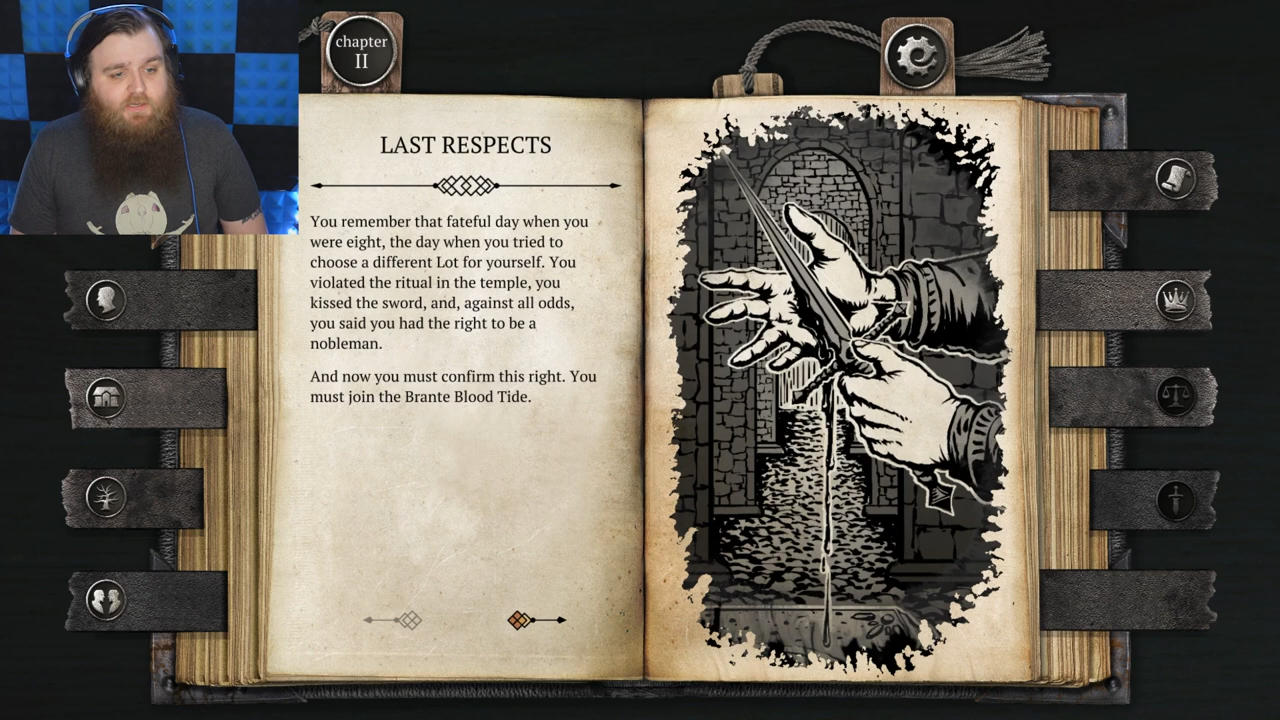 chapter
II
LAST RESPECTS
You remember that fateful day when you
were eight, the day when you tried to
choose a different Lot for yourself. You
violated the ritual in the temple, you
kissed the sword, and, against all odds,
you said you had the right to be a
nobleman.
And now you must confirm this right. You
must join the Brante Blood Tide.